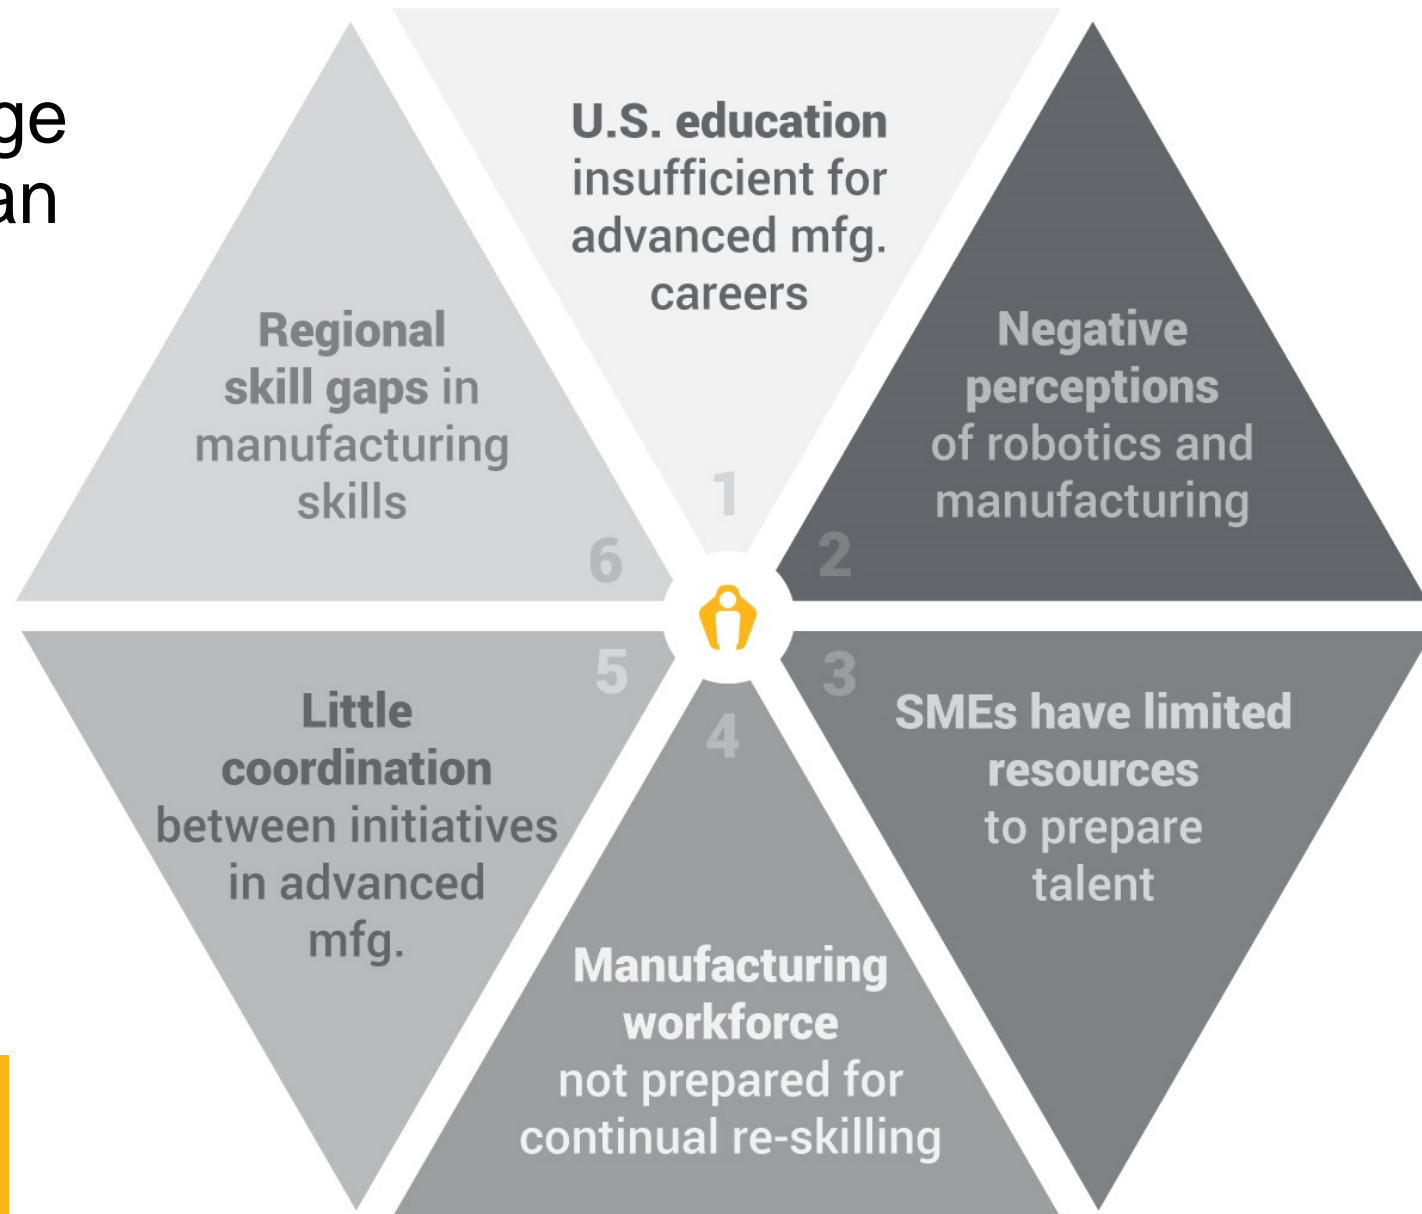 ge
an
U.S. education
insufficient for
advanced mfg.
careers
1
Negative
perceptions
of robotics and
manufacturing
2
3
SMEs have limited
resources
to prepare
talent
4
Manufacturing
workforce
not prepared for
continual re-skilling
5
Little
coordination
between initiatives
in advanced
mfg.
Regional
skill gaps in
manufacturing
skills
6